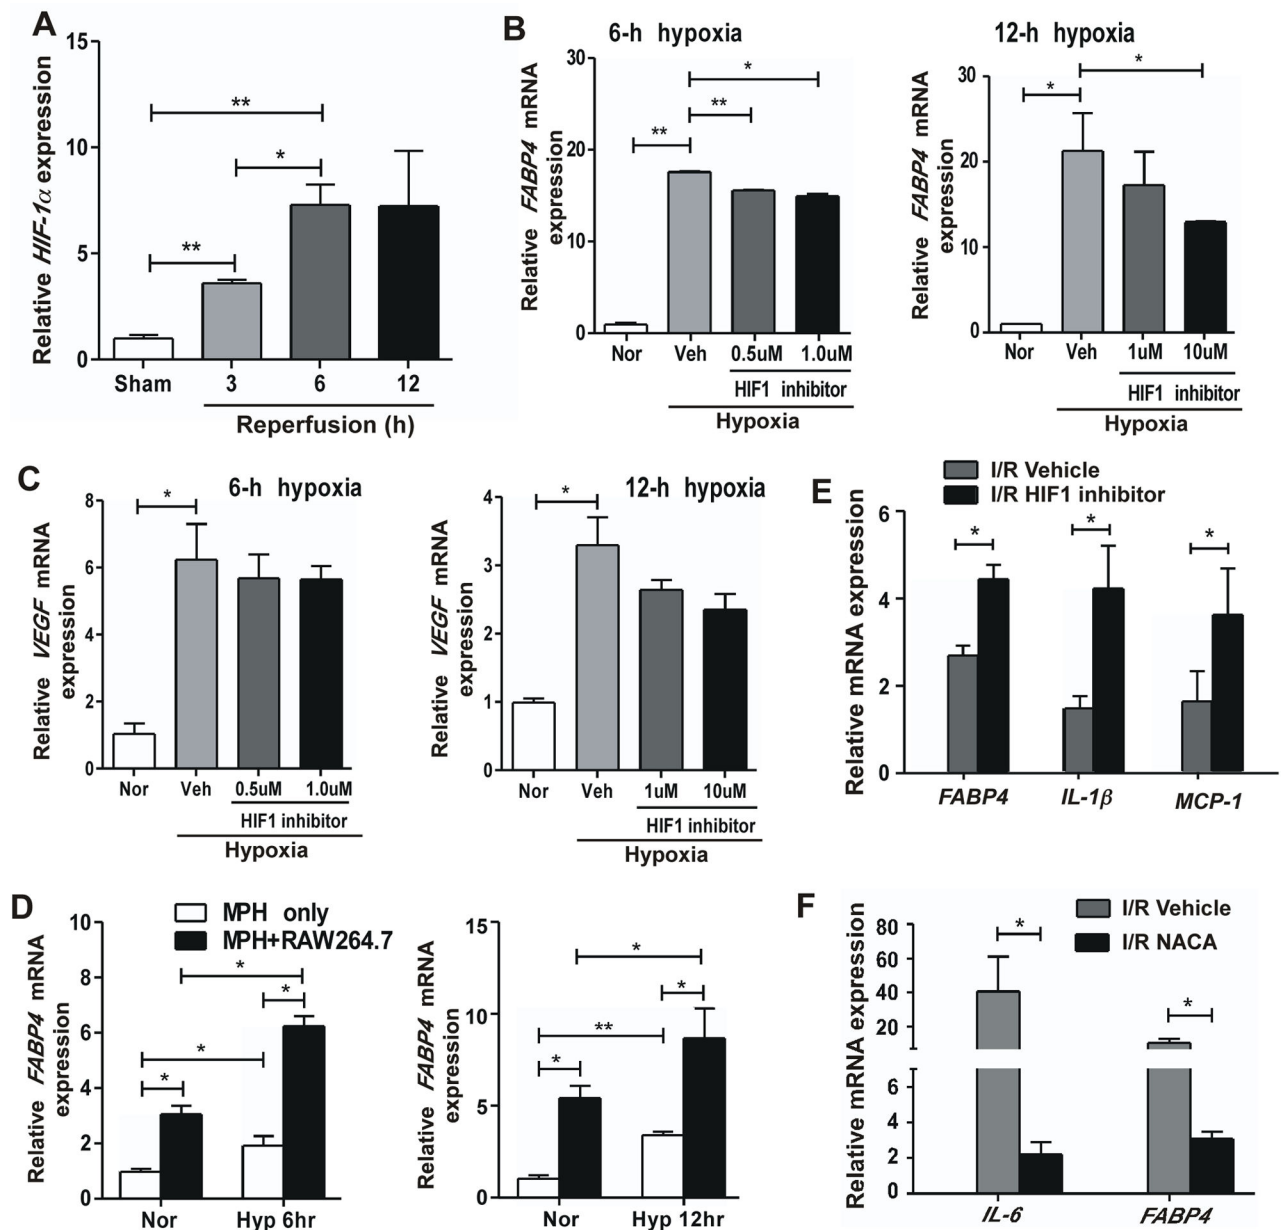 A
Relative HIF-1α expression
15
10
5
0
**
*
**
Sham 3 6 12
Reperfusion (h)
B
6-h hypoxia
Relative FABP4 mRNA
expression
30
20
10
0
*
**
**
Nor Veh 0.5uM 1.0uM
HIF1 inhibitor
Hypoxia
12-h hypoxia
Relative FABP4 mRNA
expression
30
20
10
0
*
*
Nor Veh 1uM 10uM
HIF1 inhibitor
Hypoxia
C
6-h hypoxia
Relative VEGF mRNA
expression
8
6
4
2
0
*
Nor Veh 0.5uM 1.0uM
HIF1 inhibitor
Hypoxia
12-h hypoxia
Relative VEGF mRNA
expression
4
3
2
1
0
*
Nor Veh 1uM 10uM
HIF1 inhibitor
Hypoxia
E
I/R Vehicle
I/R HIF1 inhibitor
Relative mRNA expression
6
4
2
0
* * *
FABP4 IL-1β MCP-1
D
MPH only
MPH+RAW264.7
Relative FABP4 mRNA
expression
10
8
6
4
2
0
*
*
*
*
Nor Hyp 6hr
Relative FABP4 mRNA
expression
15
10
5
0
*
*
**
*
Nor Hyp 12hr
F
I/R Vehicle
I/R NACA
Relative mRNA expression
80
60
40
20
6
4
2
0
*
*
IL-6 FABP4